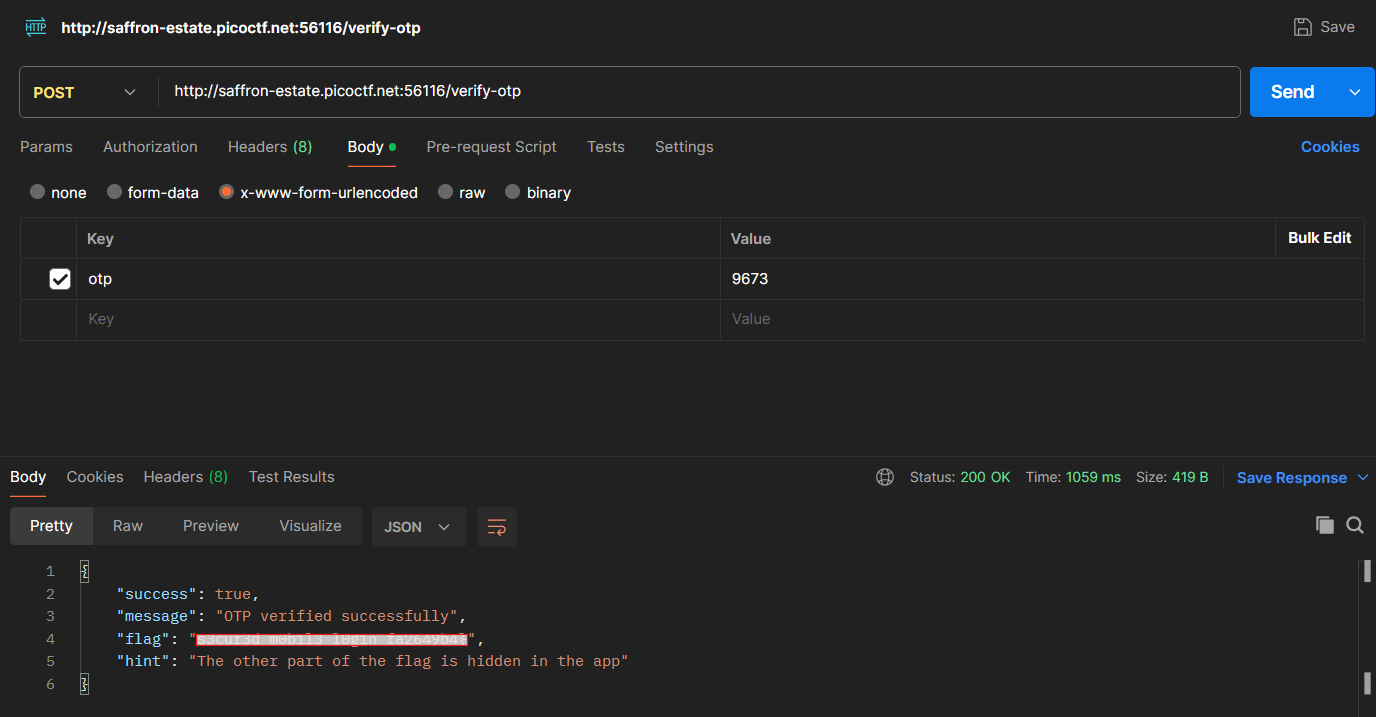 HTTP http://saffron-estate.picoctf.net:56116/verify-otp Save
POST http://saffron-estate.picoctf.net:56116/verify-otp Send
Params Authorization Headers (8) Body Pre-request Script Tests Settings Cookies
none form-data x-www-form-urlencoded raw binary
Key Value Bulk Edit
otp 9673
Key Value
Body Cookies Headers (8) Test Results Status: 200 OK Time: 1059 ms Size: 419 B Save Response
Pretty Raw Preview Visualize JSON
1 {
2 "success": true,
3 "message": "OTP verified successfully",
4 "flag": "",
5 "hint": "The other part of the flag is hidden in the app"
6 }